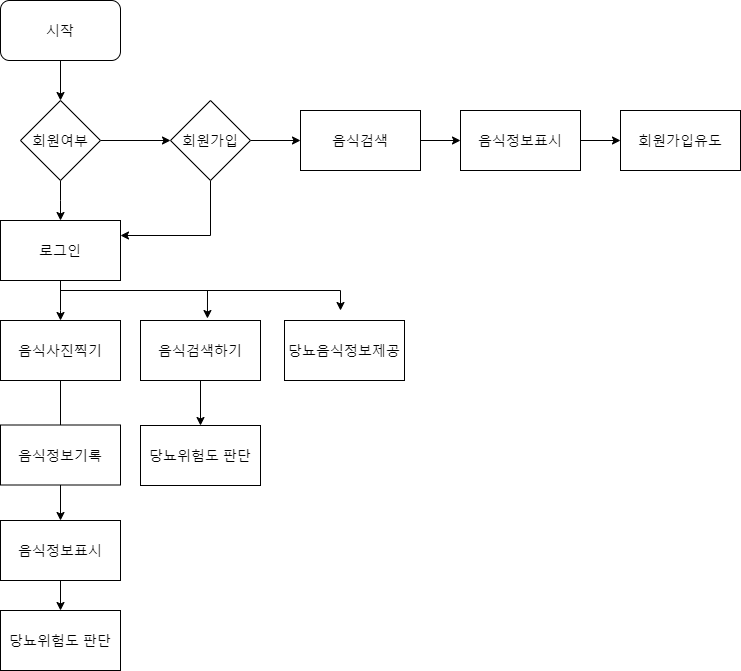 시작
회원여부
회원가입
음식검색
음식정보표시
회원가입유도
로그인
음식사진찍기
음식검색하기
당뇨음식정보제공
음식정보기록
당뇨위험도 판단
음식정보표시
당뇨위험도 판단